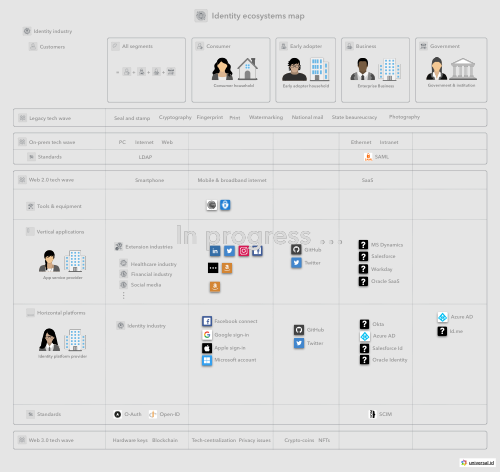 Identity ecosystems map
Identity industry
Customers
All segments
Consumer
Early adopter
Business
Government
Consumer household
Early adopter household
Enterprise Business
Government & institution
Legacy tech wave
Seal and stamp
Cryptography
Fingerprint
Print
Watermarking
National mail
State beaureucracy
Photography
On-prem tech wave
PC
Internet
Web
Ethernet
Intranet
Standards
LDAP
SAML
Web 2.0 tech wave
Smartphone
Mobile & broadband internet
SaaS
Tools & equipment
Vertical applications
In progress ...
Extension industries
Healthcare industry
Financial industry
Social media
App service provider
GitHub
Twitter
MS Dynamics
Salesforce
Workday
Oracle SaaS
Horizontal platforms
Identity platform provider
Identity industry
Facebook connect
Google sign-in
Apple sign-in
Microsoft account
GitHub
Twitter
Okta
Azure AD
Salesforce Id
Oracle Identity
Azure AD
Id.me
Standards
O-Auth
Open-ID
SCIM
Web 3.0 tech wave
Hardware keys
Blockchain
Tech-centralization
Privacy issues
Crypto-coins
NFTs
universal.id